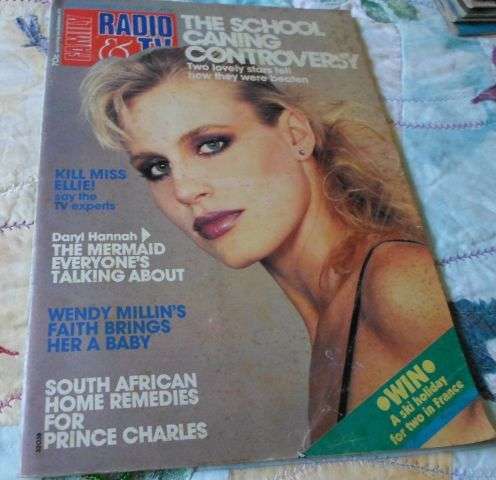 FAMILY
RADIO
& TV
THE SCHOOL
CANING
CONTROVERSY
Two lovely stars tell
how they were beaten
KILL MISS
ELLIE!
say the
TV experts
Daryl Hannah
THE MERMAID
EVERYONE'S
TALKING ABOUT
WENDY MILLIN'S
FAITH BRINGS
HER A BABY
SOUTH AFRICAN
HOME REMEDIES
FOR
PRINCE CHARLES
•WIN•
A ski holiday
for two in France